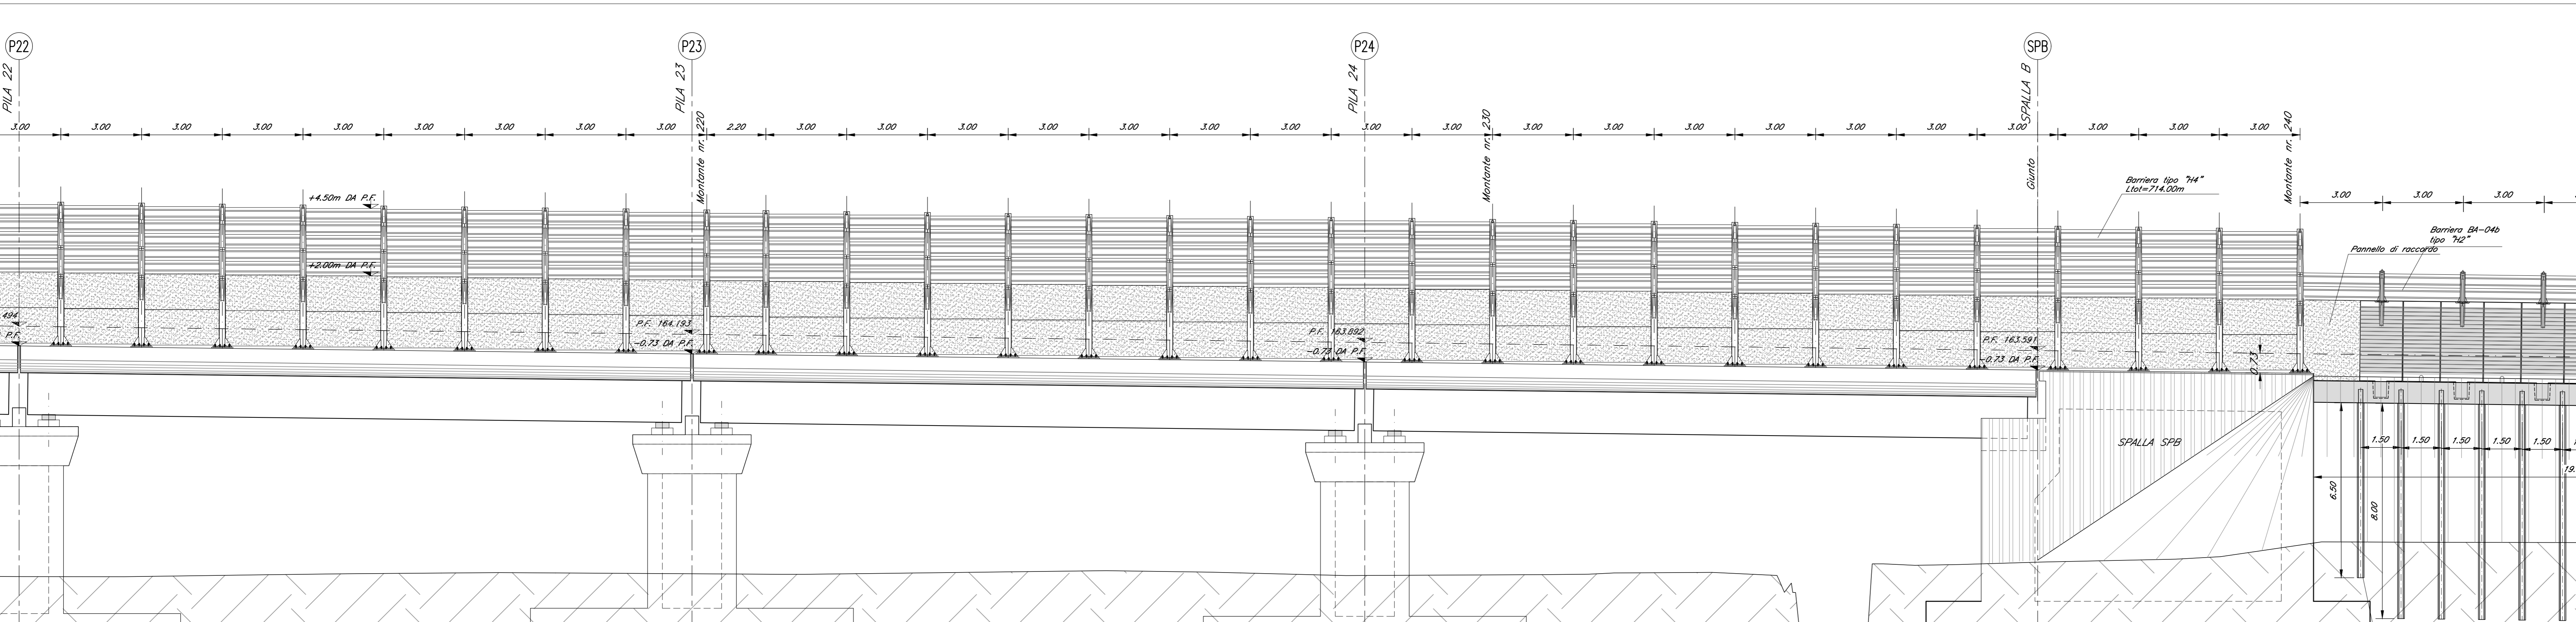 P22
P23
P24
SPB
PILA 22
PILA 23
PILA 24
SPALLA B
3.00 3.00 3.00 3.00 3.00 3.00 3.00 3.00 3.00 2.20 3.00 3.00 3.00 3.00 3.00 3.00 3.00 3.00 3.00 3.00 3.00 3.00 3.00 3.00 3.00 3.00 3.00 3.00 3.00
Montante nr. 220
Montante nr. 230
Giunto
Montante nr. 240
Barriera tipo "H4"
Ltot=714.00m
3.00 3.00 3.00
+4.50m DA P.F.
Barriera BA-04b
tipo "H2"
Pannello di raccordo
+2.00m DA P.F.
494
P.F.
P.F. 164.193
-0.73 DA P.F.
P.F. 163.892
-0.73 DA P.F.
P.F. 163.591
-0.73 DA P.F.
0.73
SPALLA SPB
1.50 1.50 1.50 1.50 1.50
19.
6.50
8.00